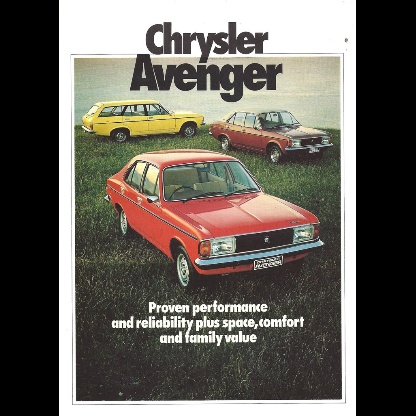 Chrysler
Avenger
Proven performance
and reliability plus space, comfort
and family value